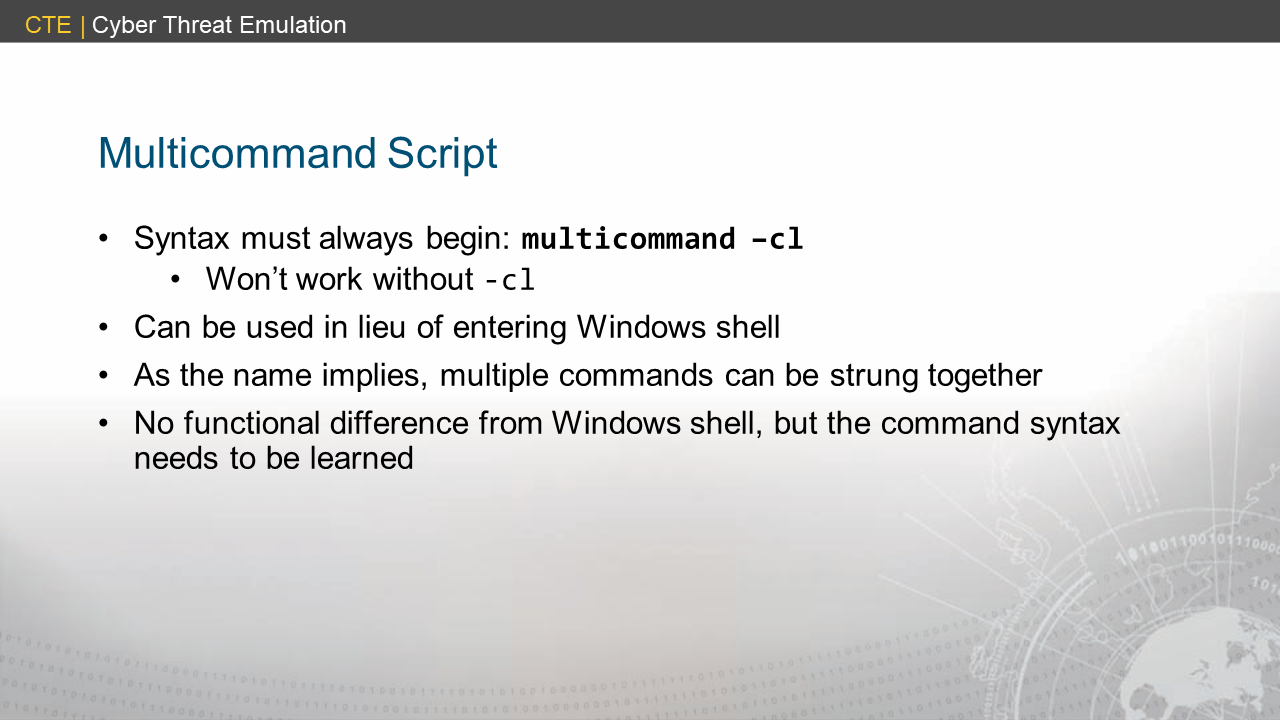 CTE | Cyber Threat Emulation
Multicommand Script
• Syntax must always begin: multicommand –cl
• Won’t work without -cl
• Can be used in lieu of entering Windows shell
• As the name implies, multiple commands can be strung together
• No functional difference from Windows shell, but the command syntax
needs to be learned